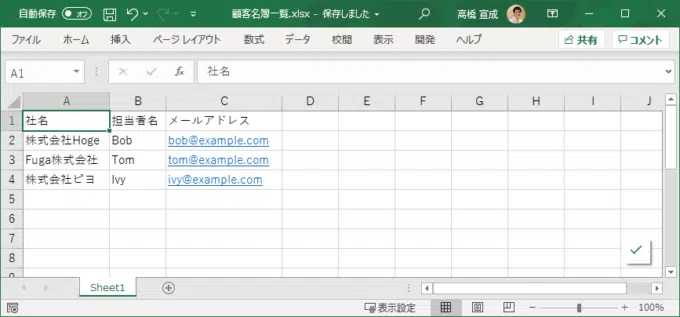 自動保存 オフ 顧客名簿一覧.xlsx - 保存しました 高橋 宣成
ファイル ホーム 挿入 ページ レイアウト 数式 データ 校閲 表示 開発 ヘルプ 共有 コメント
A1 fx 社名
A B C D E F G H I J
1 社名 担当者名 メールアドレス
2 株式会社Hoge Bob bob@example.com
3 Fuga株式会社 Tom tom@example.com
4 株式会社ピヨ Ivy ivy@example.com
5
6
7
8
Sheet1
表示設定 100%